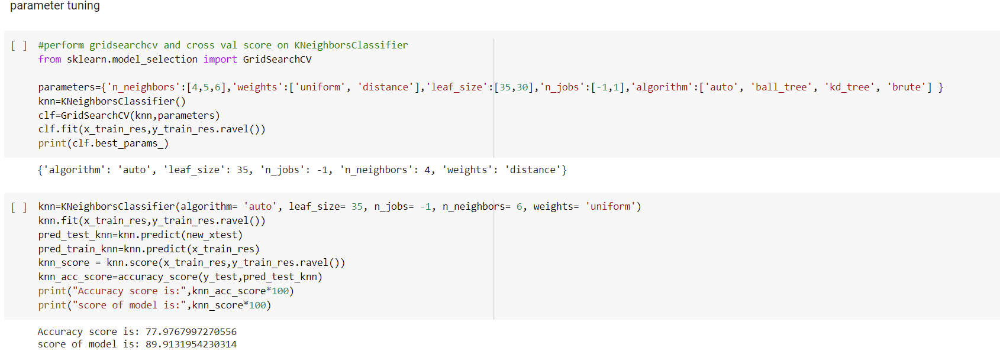 parameter tuning
[ ] #perform gridsearchcv and cross val score on KNeighborsClassifier
from sklearn.model_selection import GridSearchCV
parameters={'n_neighbors':[4,5,6],'weights':['uniform', 'distance'],'leaf_size':[35,30],'n_jobs':[-1,1],'algorithm':['auto', 'ball_tree', 'kd_tree', 'brute'] }
knn=KNeighborsClassifier()
clf=GridSearchCV(knn,parameters)
clf.fit(x_train_res,y_train_res.ravel())
print(clf.best_params_)
{'algorithm': 'auto', 'leaf_size': 35, 'n_jobs': -1, 'n_neighbors': 4, 'weights': 'distance'}
[ ] knn=KNeighborsClassifier(algorithm= 'auto', leaf_size= 35, n_jobs= -1, n_neighbors= 6, weights= 'uniform')
knn.fit(x_train_res,y_train_res.ravel())
pred_test_knn=knn.predict(new_xtest)
pred_train_knn=knn.predict(x_train_res)
knn_score = knn.score(x_train_res,y_train_res.ravel())
knn_acc_score=accuracy_score(y_test,pred_test_knn)
print("Accuracy score is:",knn_acc_score*100)
print("score of model is:",knn_score*100)
Accuracy score is: 77.9767997270556
score of model is: 89.9131954230314